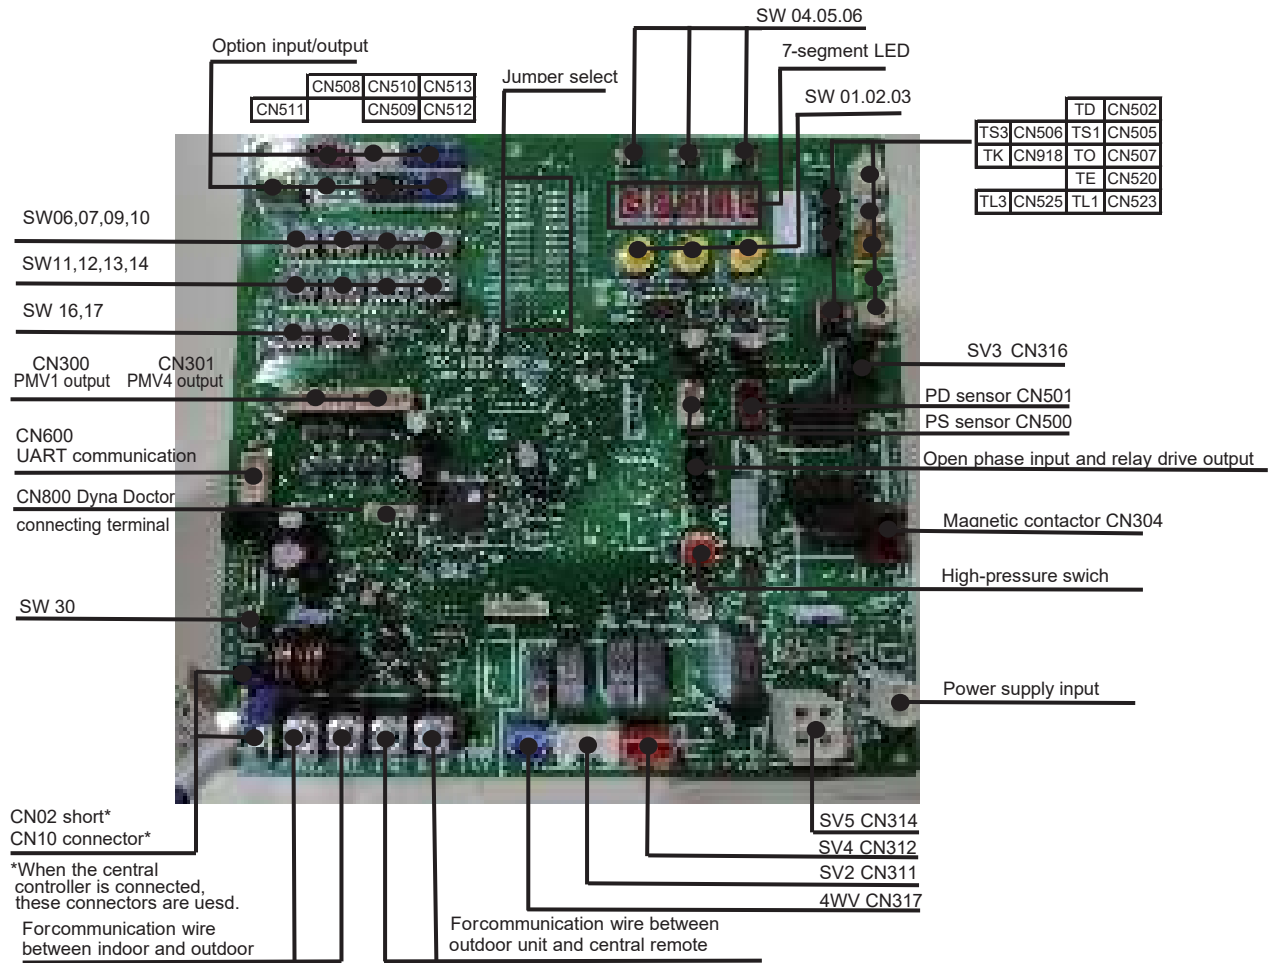 SW 04.05.06
Option input/output
7-segment LED
Jumper select
CN508 CN510 CN513
CN511 CN509 CN512
SW 01.02.03
TD CN502
TS3 CN506 TS1 CN505
TK CN918 TO CN507
TE CN520
TL3 CN525 TL1 CN523
SW06,07,09,10
SW11,12,13,14
SW 16,17
CN300 CN301
PMV1 output PMV4 output
SV3 CN316
PD sensor CN501
PS sensor CN500
CN600
UART communication
Open phase input and relay drive output
CN800 Dyna Doctor
connecting terminal
Magnetic contactor CN304
High-pressure swich
SW 30
Power supply input
CN02 short*
CN10 connector*
*When the central
controller is connected,
these connectors are uesd.
SV5 CN314
SV4 CN312
SV2 CN311
4WV CN317
Forcommunication wire
between indoor and outdoor
Forcommunication wire between
outdoor unit and central remote